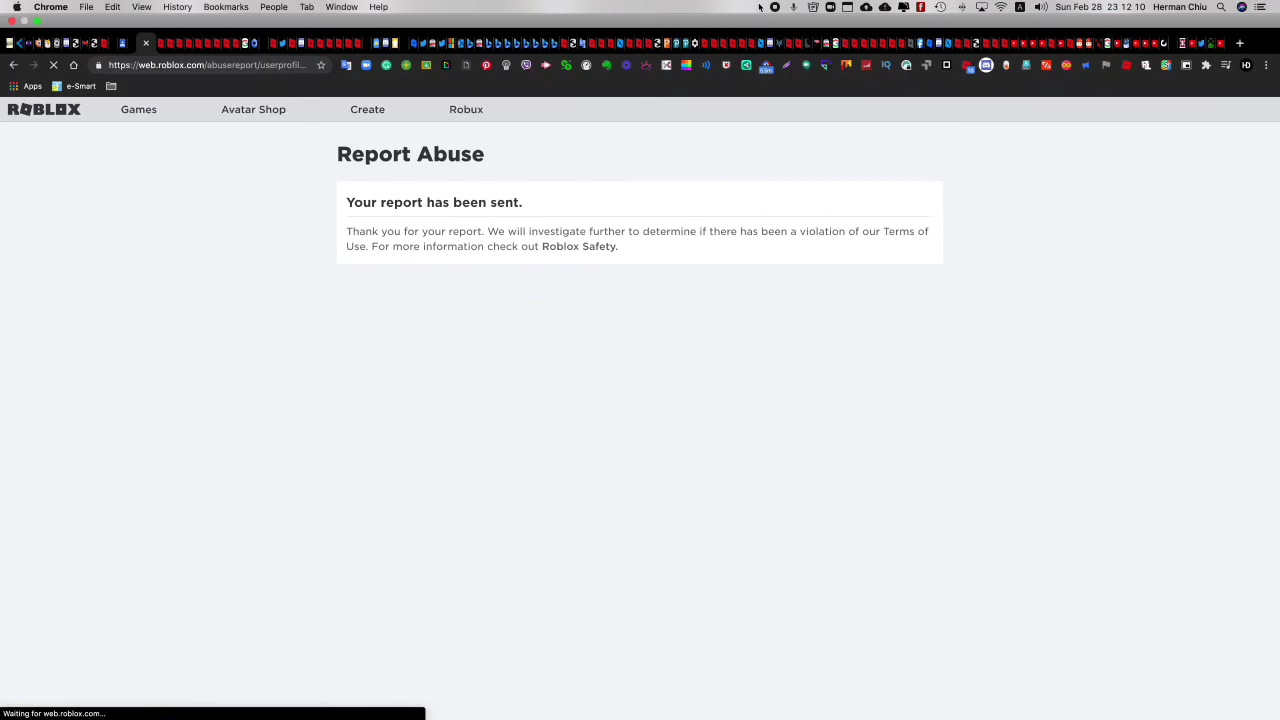 Chrome File Edit View History Bookmarks People Tab Window Help Sun Feb 28 23 12 10 Herman Chiu
https://web.roblox.com/abusereport/userprofil...
Apps e-Smart
ROBLOX Games Avatar Shop Create Robux
Report Abuse
Your report has been sent.
Thank you for your report. We will investigate further to determine if there has been a violation of our Terms of
Use. For more information check out Roblox Safety.
Waiting for web.roblox.com...